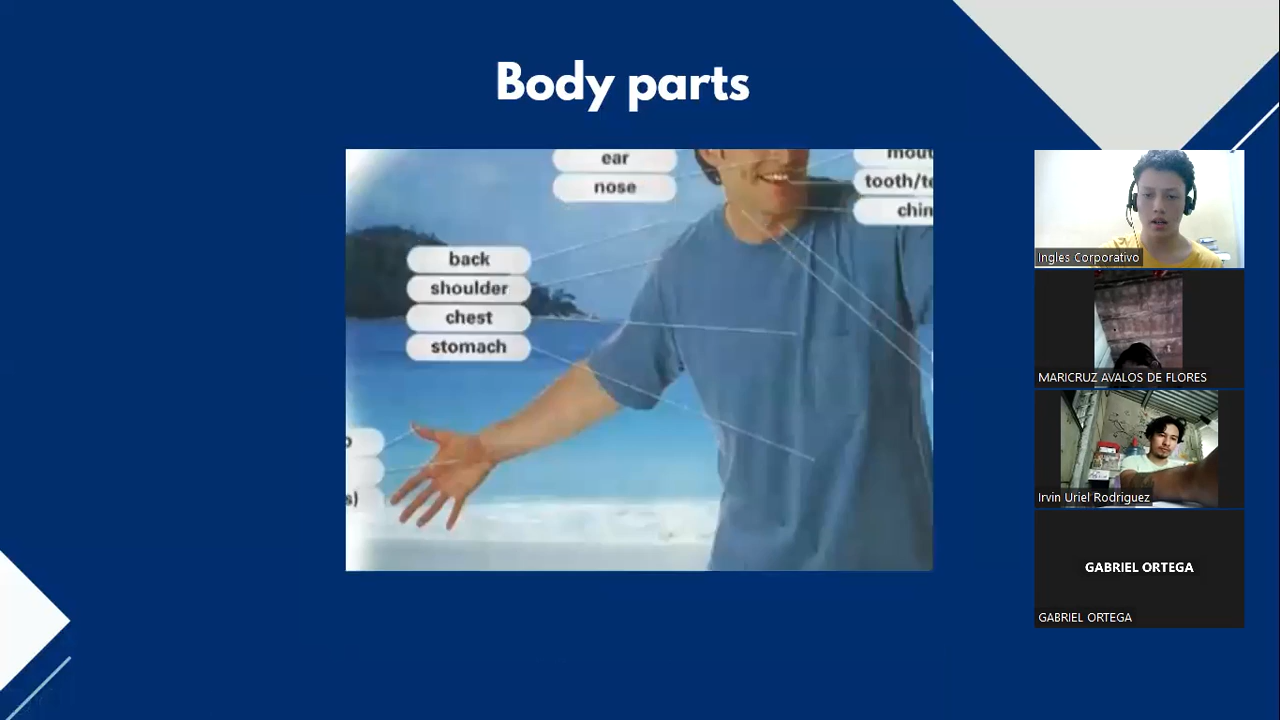 Body parts
ear
nose
tooth/te
chin
back
shoulder
chest
stomach
s)
Ingles Corporativo
MARICRUZ AVALOS DE FLORES
Irvin Uriel Rodriguez
GABRIEL ORTEGA
GABRIEL ORTEGA